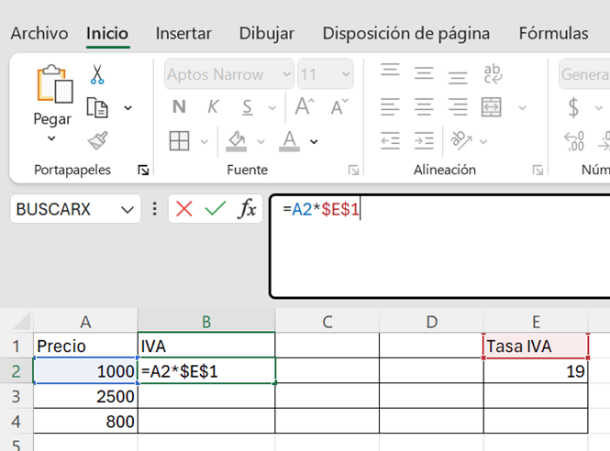 Archivo Inicio Insertar Dibujar Disposición de página Fórmulas
Pegar
Aptos Narrow 11
N K S A A
ab
Genera
$
Portapapeles Fuente Alineación Núm
BUSCARX fx =A2*$E$1
A B C D E
1 Precio IVA Tasa IVA
2 1000 =A2*$E$1 19
3 2500
4 800
5